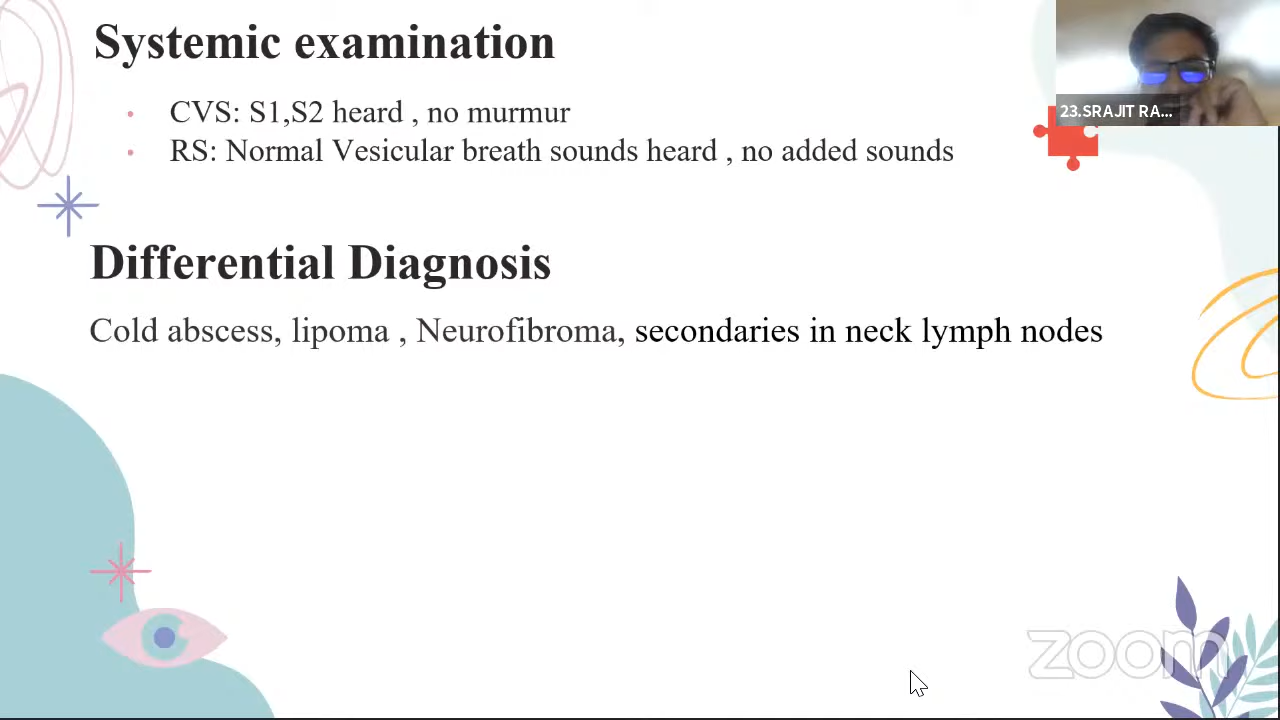 Systemic examination
23.SRAJIT RA...
• CVS: S1,S2 heard , no murmur
• RS: Normal Vesicular breath sounds heard , no added sounds
Differential Diagnosis
Cold abscess, lipoma , Neurofibroma, secondaries in neck lymph nodes
zoom